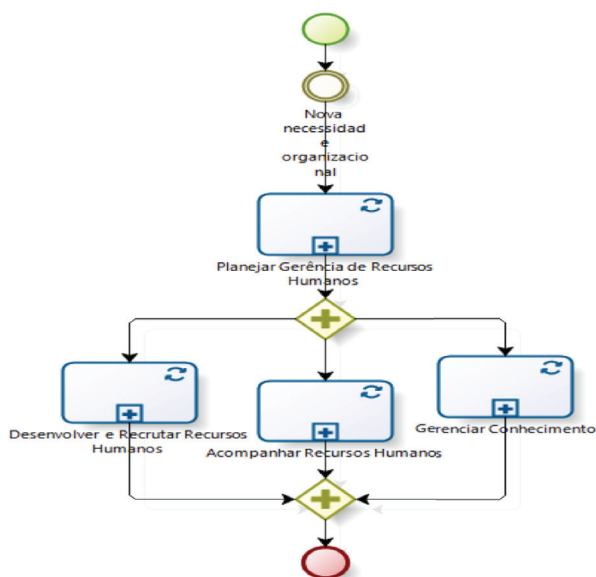 Nova
necessidad
e
organizacio
nal
Planejar Gerência de Recursos
Humanos
Desenvolver e Recrutar Recursos
Humanos
Acompanhar Recursos Humanos
Gerenciar Conhecimento